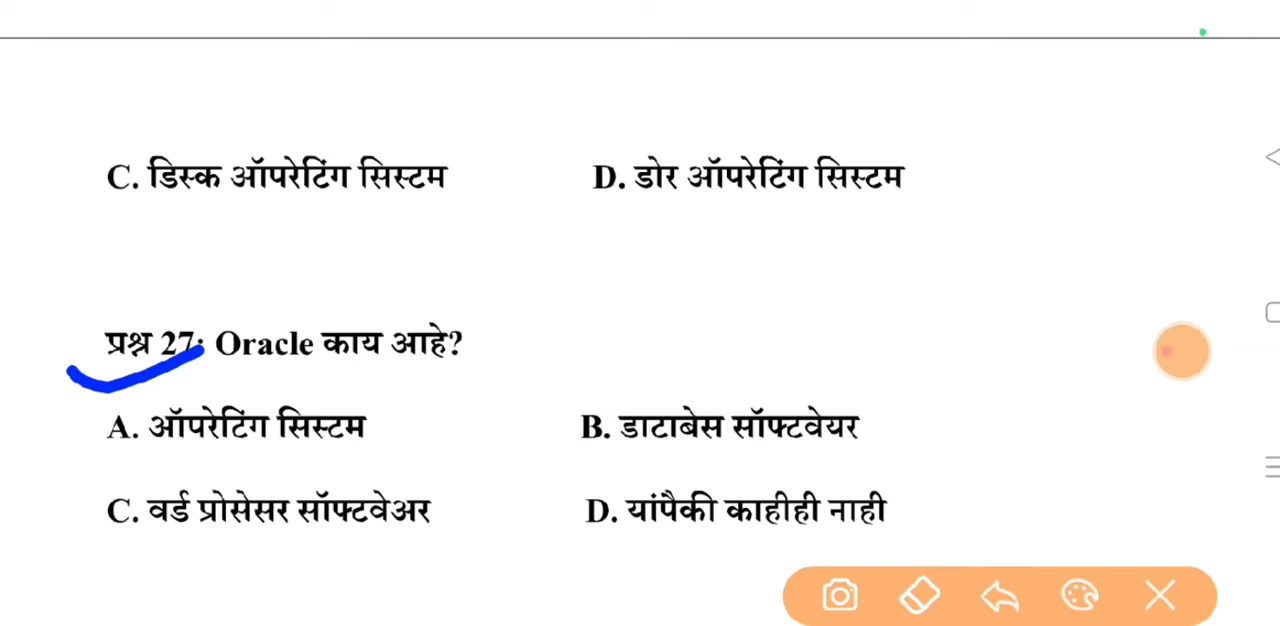 C. डिस्क ऑपरेटिंग सिस्टम D. डोर ऑपरेटिंग सिस्टम
प्रश्न 27: Oracle काय आहे?
A. ऑपरेटिंग सिस्टम B. डाटाबेस सॉफ्टवेयर
C. वर्ड प्रोसेसर सॉफ्टवेअर D. यांपैकी काहीही नाही